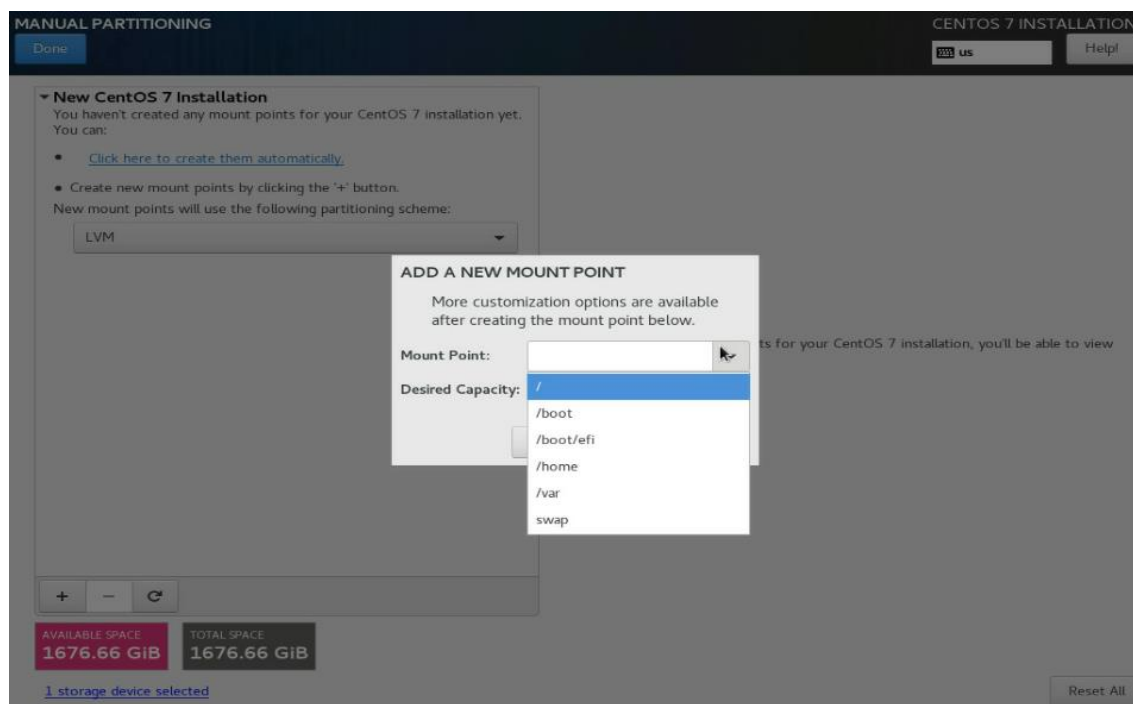 MANUAL PARTITIONING
CENTOS 7 INSTALLATION
Done
us
Help!
New CentOS 7 Installation
You haven't created any mount points for your CentOS 7 installation yet.
You can:
Click here to create them automatically.
Create new mount points by clicking the '+' button.
New mount points will use the following partitioning scheme:
LVM
ADD A NEW MOUNT POINT
More customization options are available
after creating the mount point below.
Mount Point:
Desired Capacity:
/
/boot
/boot/efi
/home
/var
swap
for your CentOS 7 installation, you'll be able to view
+ − 
AVAILABLE SPACE
1676.66 GiB
TOTAL SPACE
1676.66 GiB
1 storage device selected
Reset All